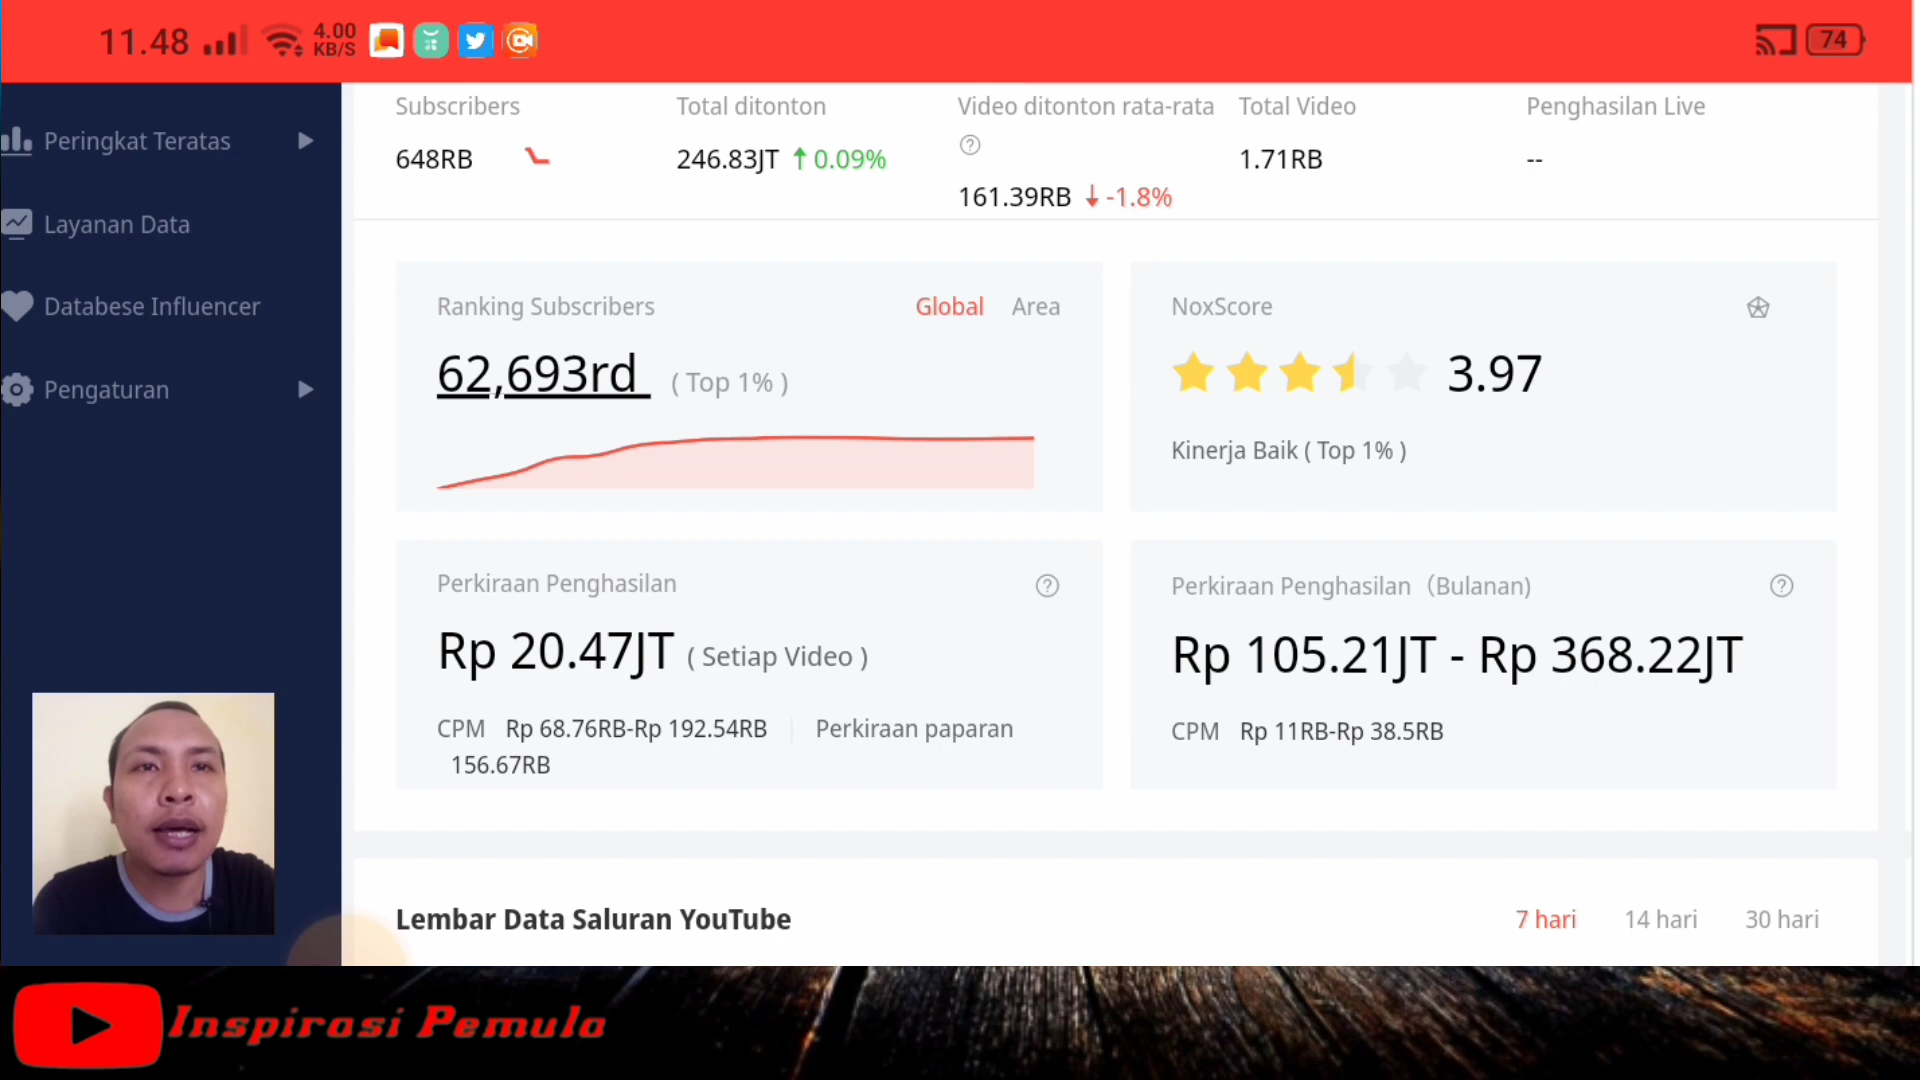 11.48 4.00 KB/S 74
Subscribers Total ditonton Video ditonton rata-rata Total Video Penghasilan Live
648RB 246.83JT 0.09% 161.39RB -1.8% 1.71RB --
Peringkat Teratas
Layanan Data
Databese Influencer
Pengaturan
Ranking Subscribers Global Area
62,693rd ( Top 1% )
NoxScore
3.97
Kinerja Baik ( Top 1% )
Perkiraan Penghasilan
Rp 20.47JT ( Setiap Video )
CPM Rp 68.76RB-Rp 192.54RB Perkiraan paparan
156.67RB
Perkiraan Penghasilan (Bulanan)
Rp 105.21JT - Rp 368.22JT
CPM Rp 11RB-Rp 38.5RB
Lembar Data Saluran YouTube 7 hari 14 hari 30 hari
Inspirasi Pemula